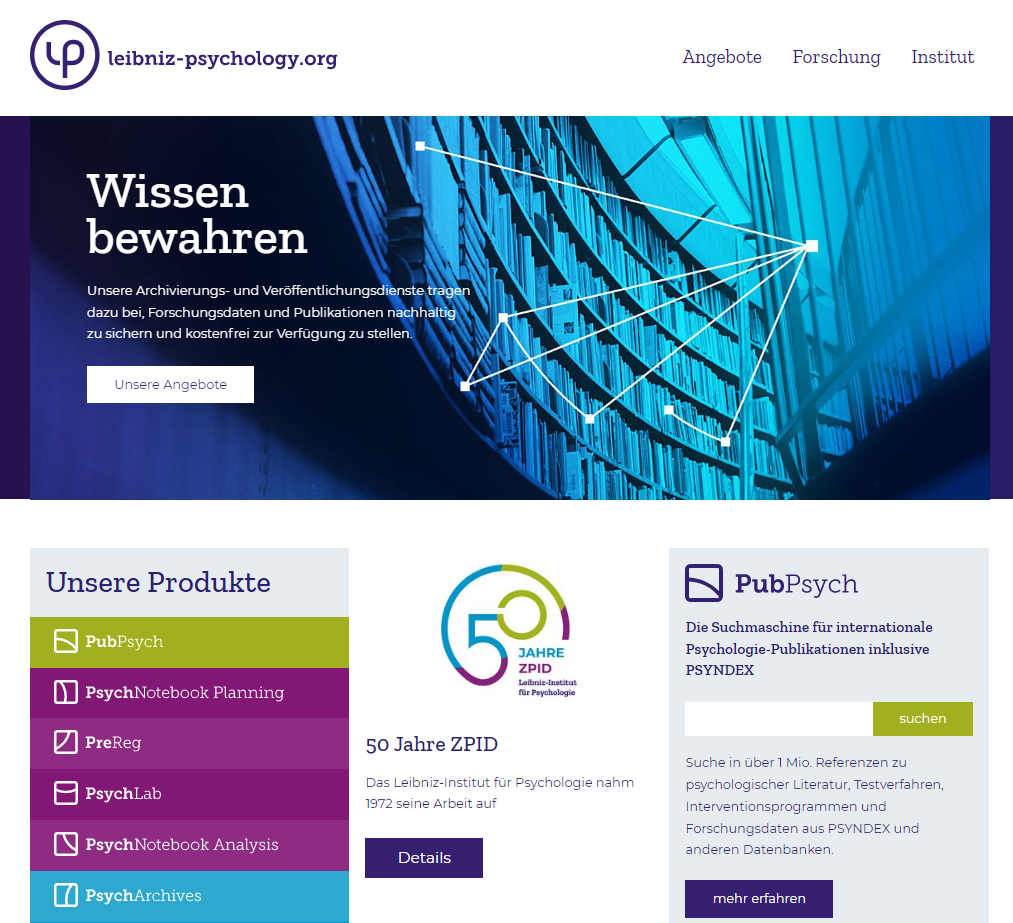 leibniz-psychology.org
Angebote Forschung Institut
Wissen
bewahren
Unsere Archivierungs- und Veröffentlichungsdienste tragen
dazu bei, Forschungsdaten und Publikationen nachhaltig
zu sichern und kostenfrei zur Verfügung zu stellen.
Unsere Angebote
Unsere Produkte
PubPsych
PsychNotebook Planning
PreReg
PsychLab
PsychNotebook Analysis
PsychArchives
50
JAHRE
ZPID
Leibniz-Institut
für Psychologie
50 Jahre ZPID
Das Leibniz-Institut für Psychologie nahm
1972 seine Arbeit auf
Details
PubPsych
Die Suchmaschine für internationale
Psychologie-Publikationen inklusive
PSYNDEX
suchen
Suche in über 1 Mio. Referenzen zu
psychologischer Literatur, Testverfahren,
Interventionsprogrammen und
Forschungsdaten aus PSYNDEX und
anderen Datenbanken.
mehr erfahren